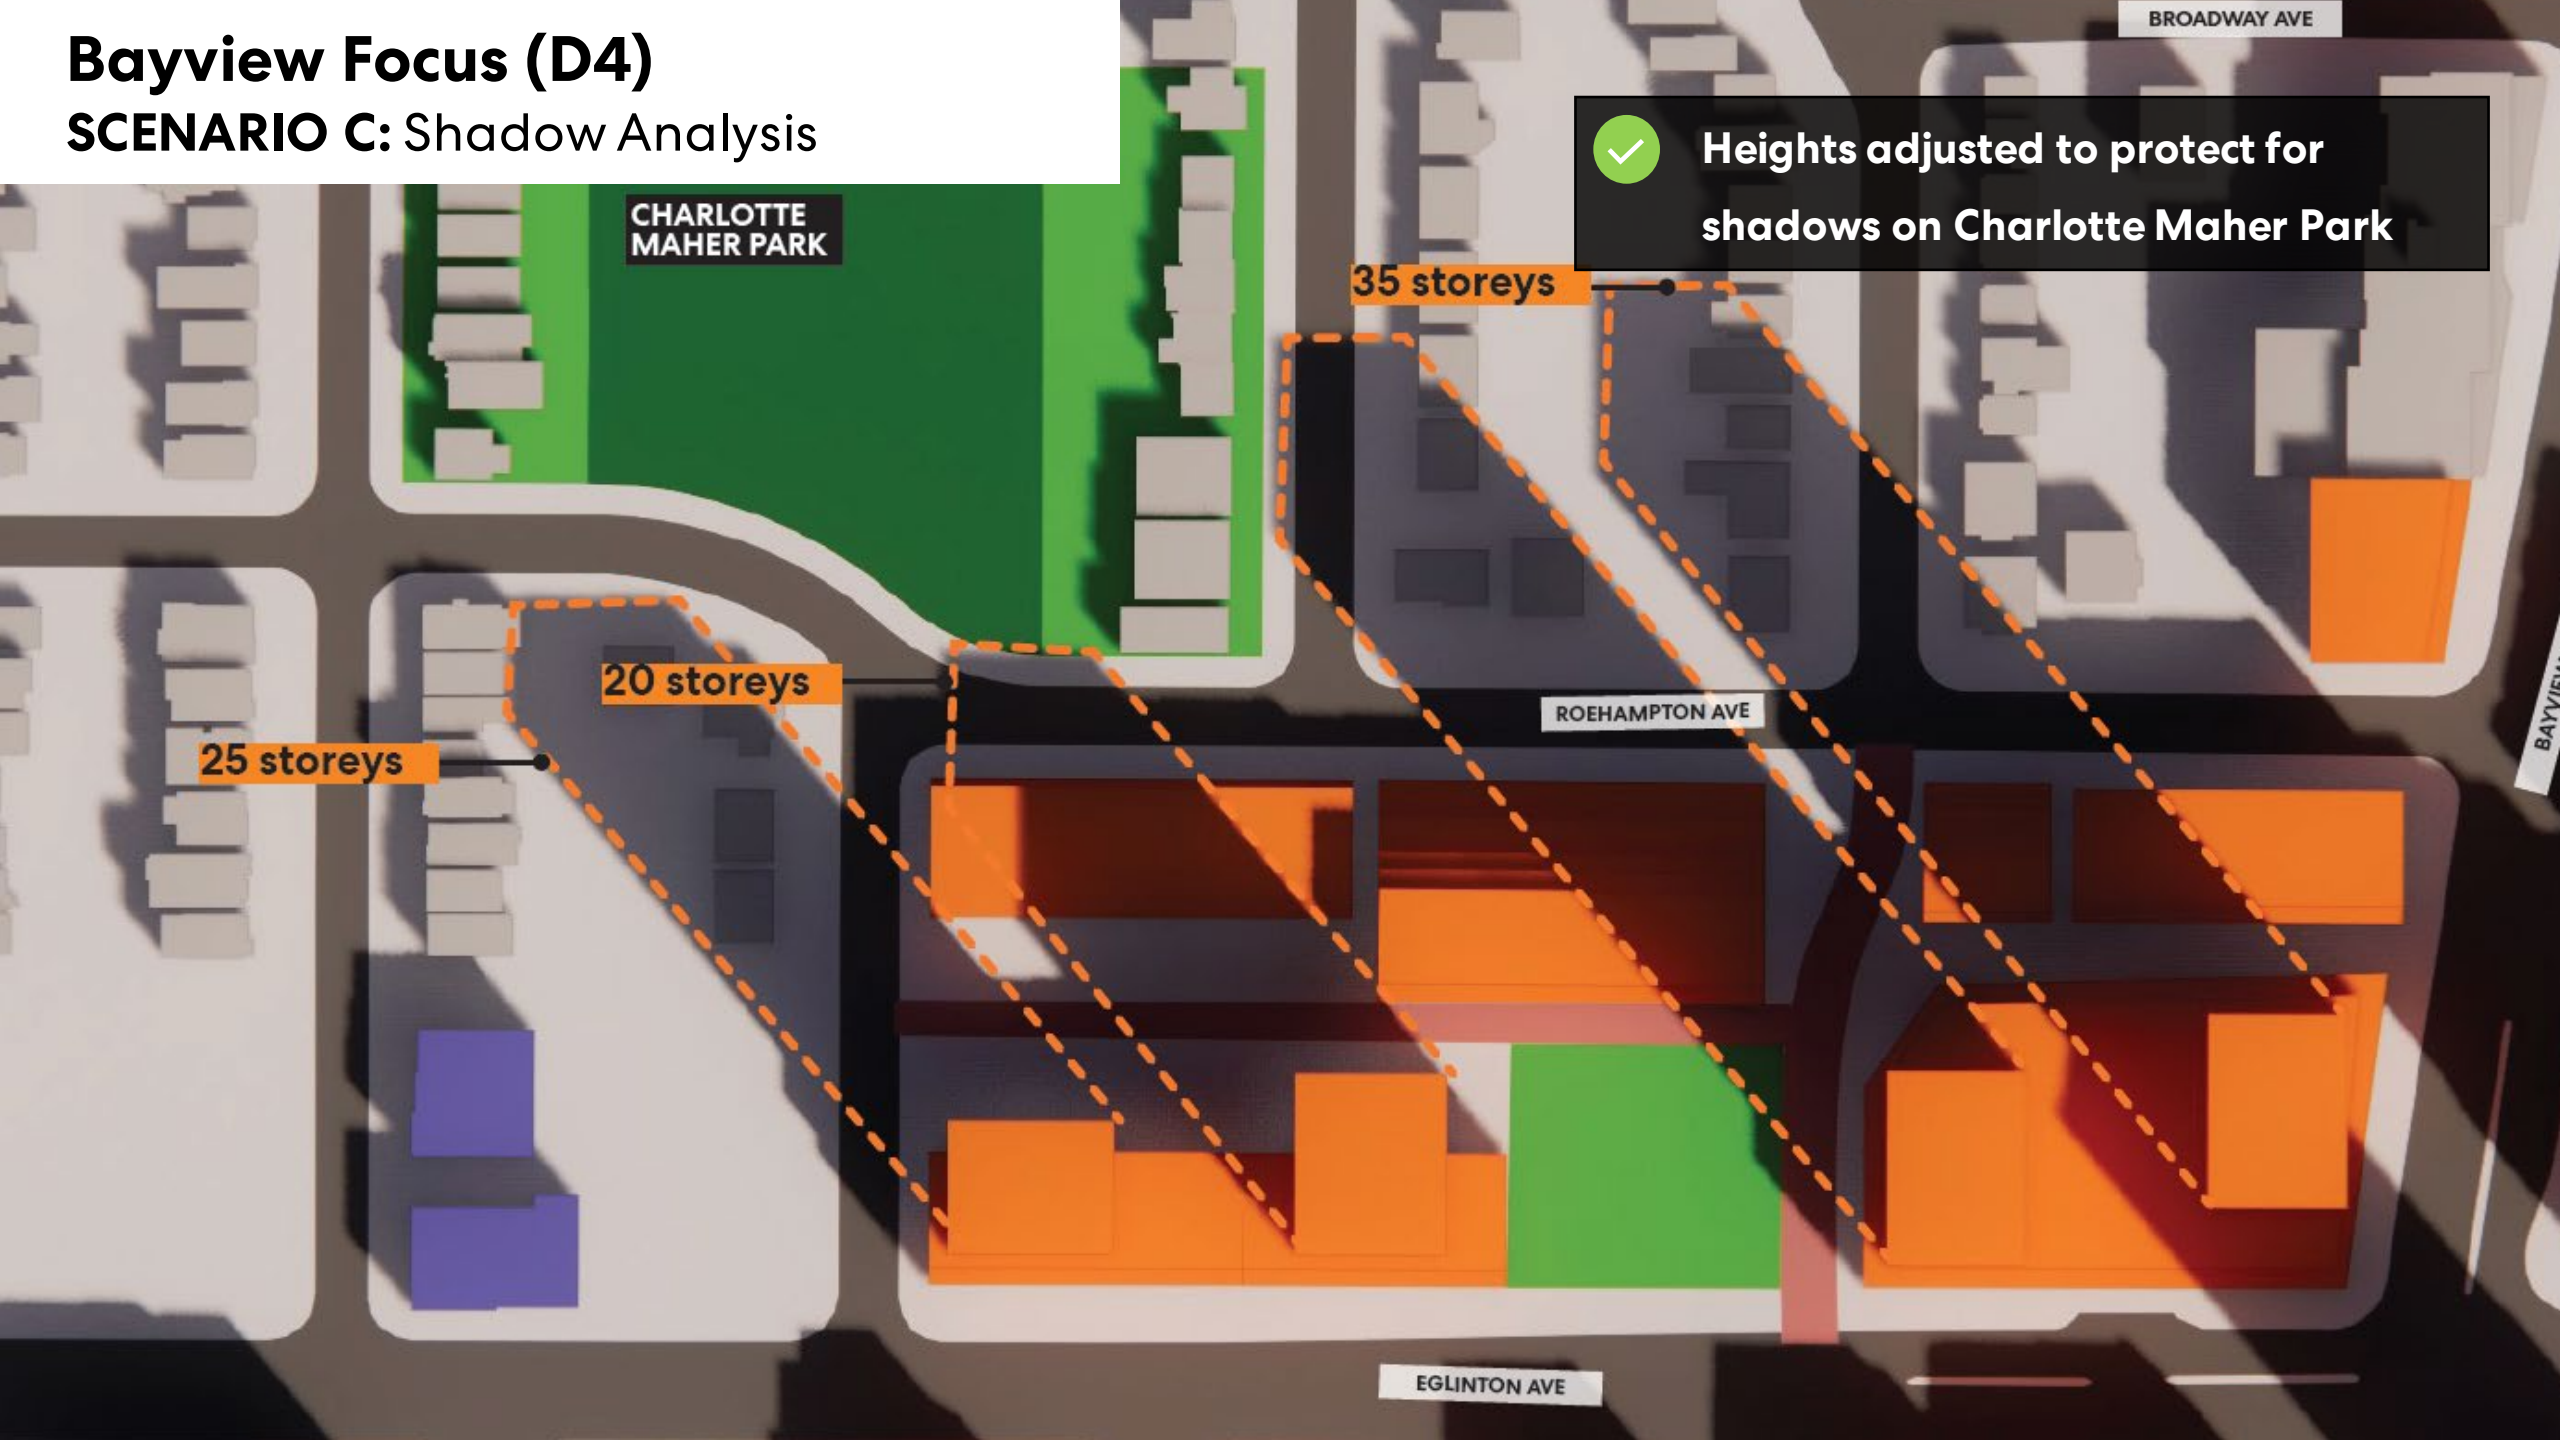 Bayview Focus (D4)
SCENARIO C: Shadow Analysis
BROADWAY AVE
Heights adjusted to protect for
shadows on Charlotte Maher Park
CHARLOTTE
MAHER PARK
35 storeys
20 storeys
25 storeys
ROEHAMPTON AVE
EGLINTON AVE